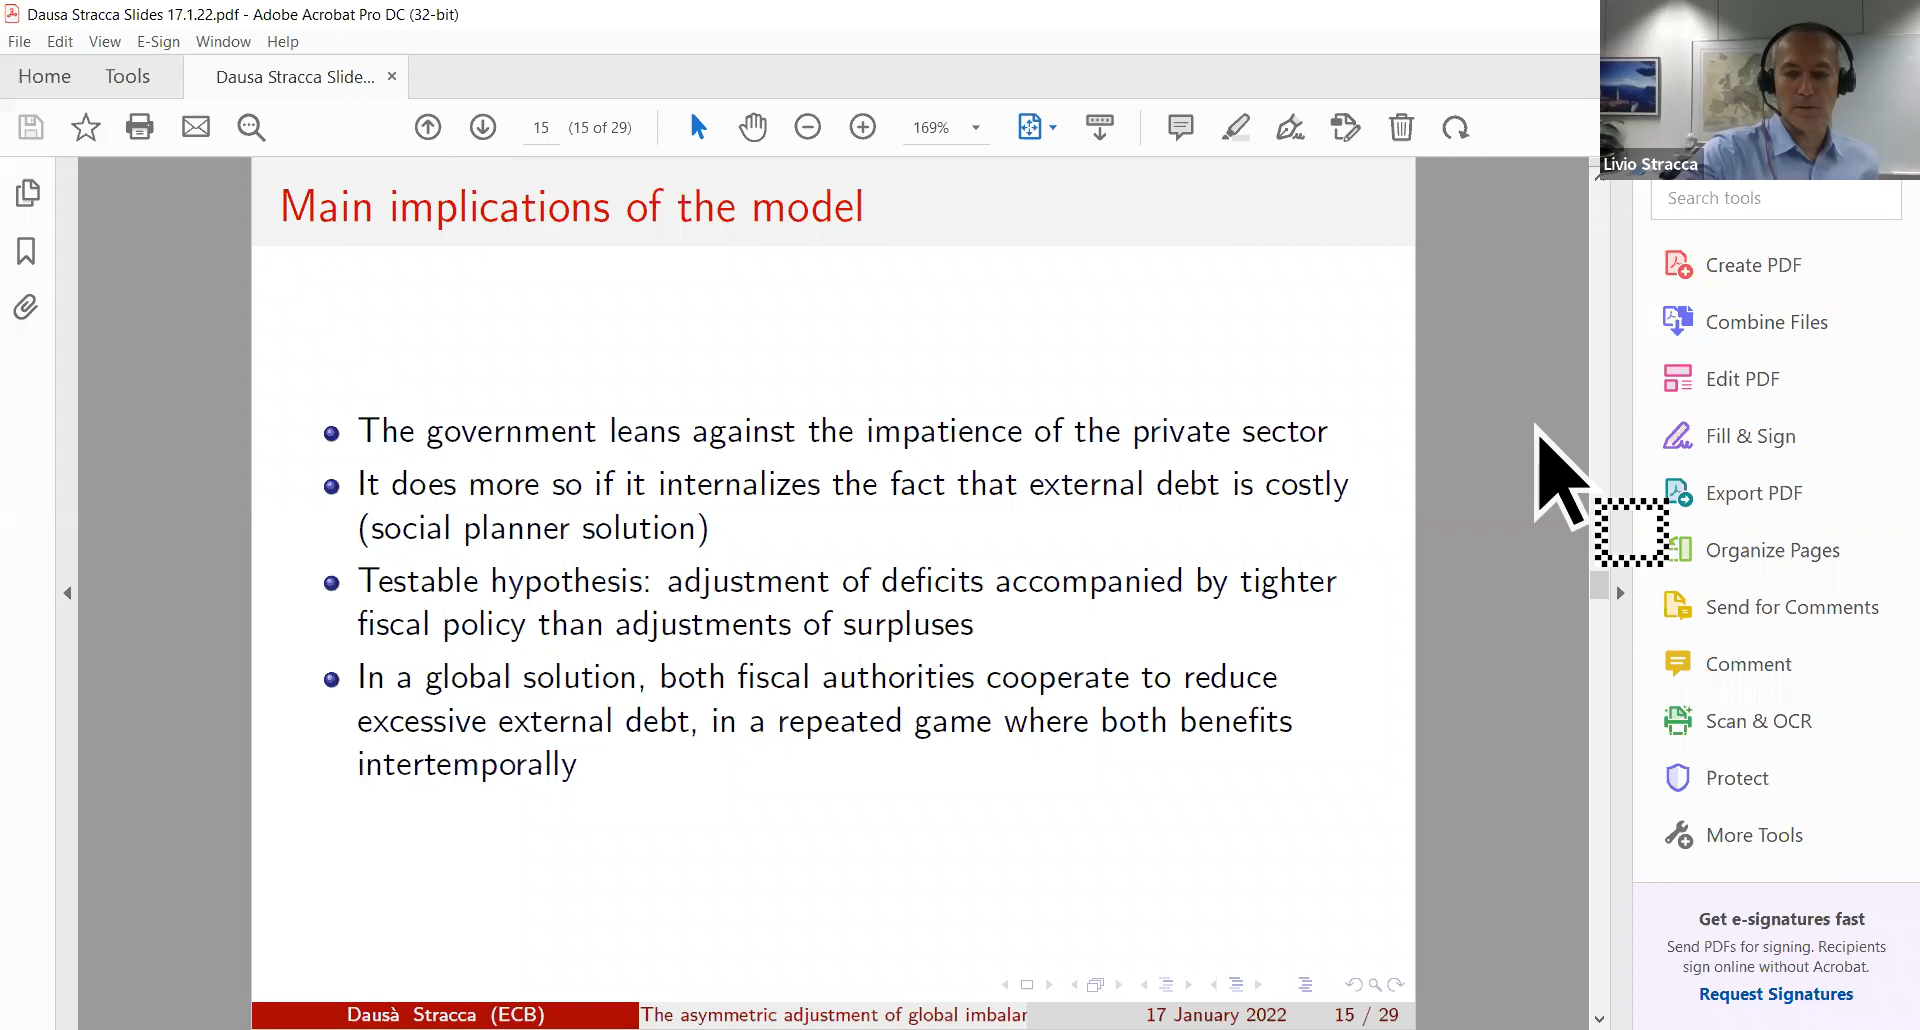 Dausa Stracca Slides 17.1.22.pdf - Adobe Acrobat Pro DC (32-bit)
File Edit View E-Sign Window Help
Home Tools Dausa Stracca Slide... ×
15 (15 of 29) 169%
Livio Stracca
Search tools
Main implications of the model
The government leans against the impatience of the private sector
It does more so if it internalizes the fact that external debt is costly
(social planner solution)
Testable hypothesis: adjustment of deficits accompanied by tighter
fiscal policy than adjustments of surpluses
In a global solution, both fiscal authorities cooperate to reduce
excessive external debt, in a repeated game where both benefits
intertemporally
Dausà Stracca (ECB) The asymmetric adjustment of global imbalan 17 January 2022 15 / 29
Create PDF
Combine Files
Edit PDF
Fill & Sign
Export PDF
Organize Pages
Send for Comments
Comment
Scan & OCR
Protect
More Tools
Get e-signatures fast
Send PDFs for signing. Recipients
sign online without Acrobat.
Request Signatures